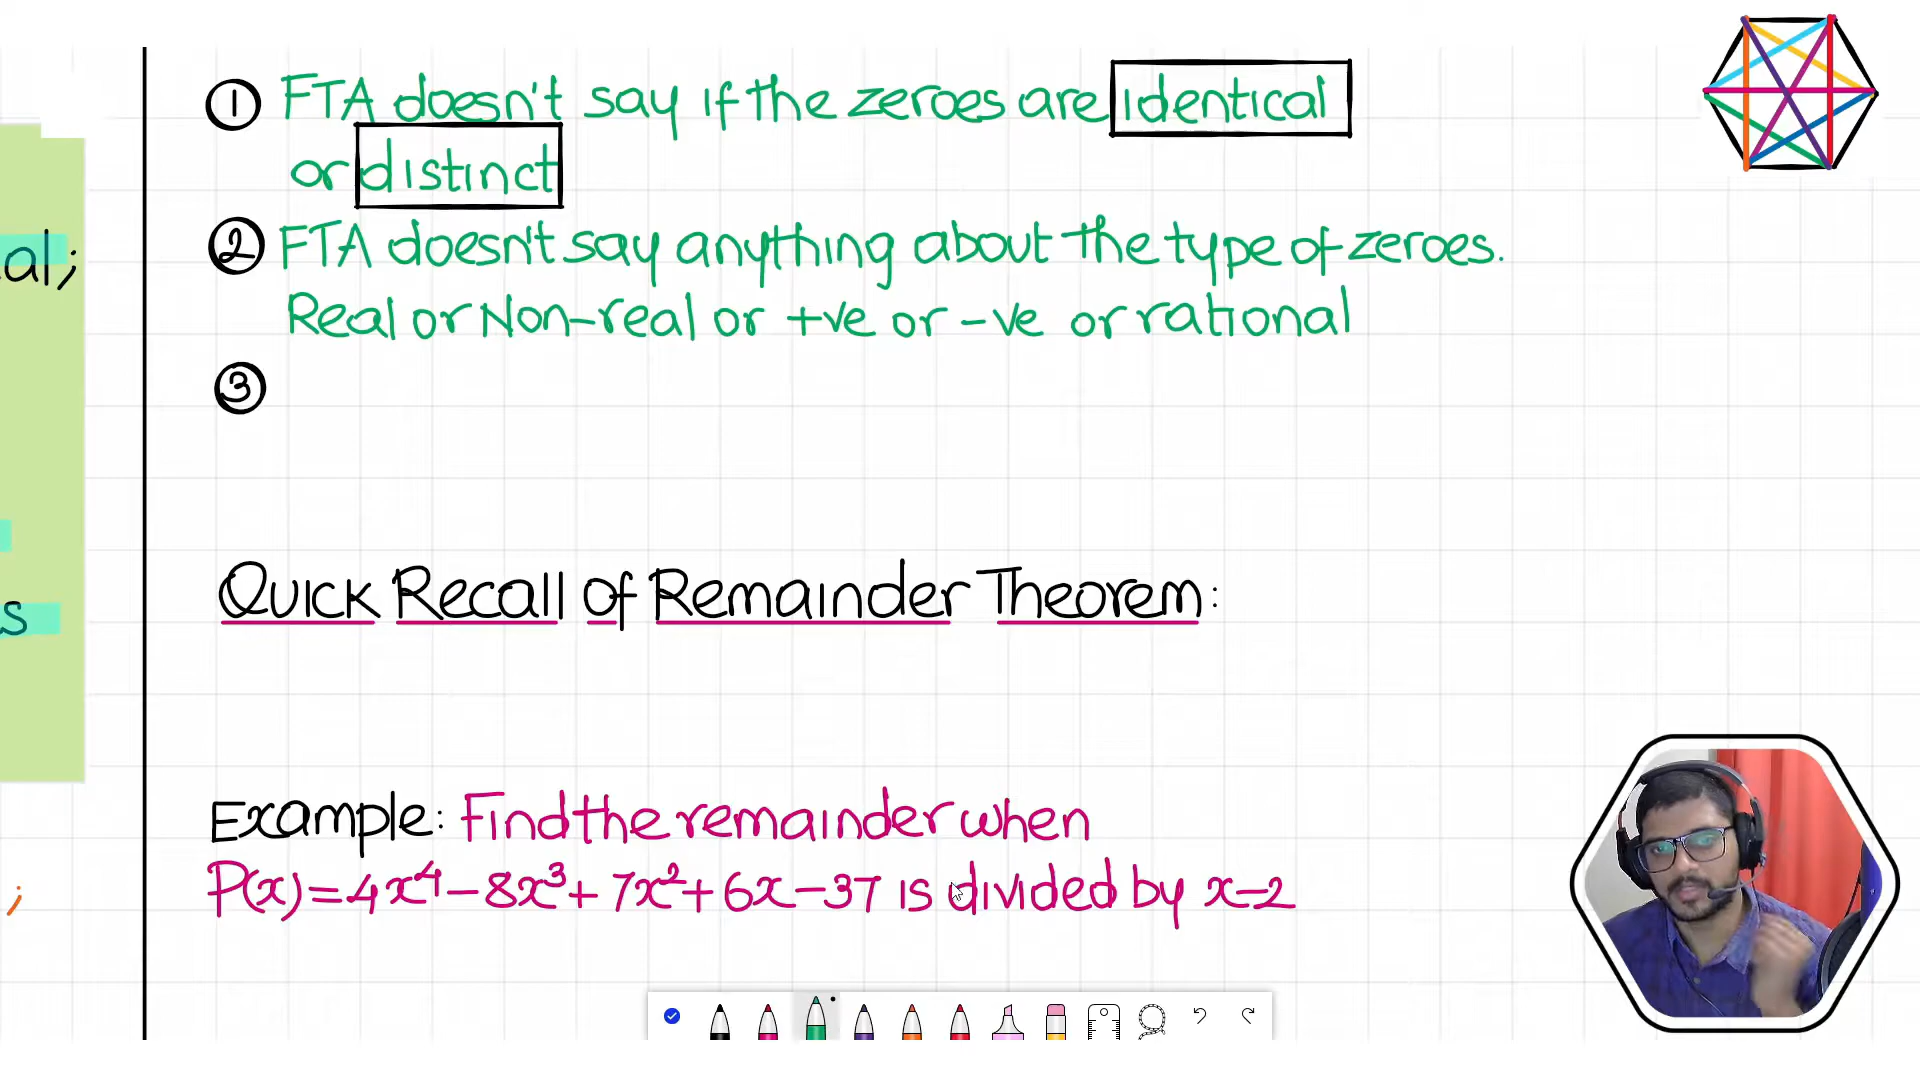 ① FTA doesn't say if the zeroes are identical
or distinct
② FTA doesn't say anything about the type of zeroes.
Real or Non-real or +ve or -ve or rational
③
al;
s
;
Quick Recall of Remainder Theorem:
Example: Find the remainder when
P(x)=4x⁴-8x³+7x²+6x-37 is divided by x-2